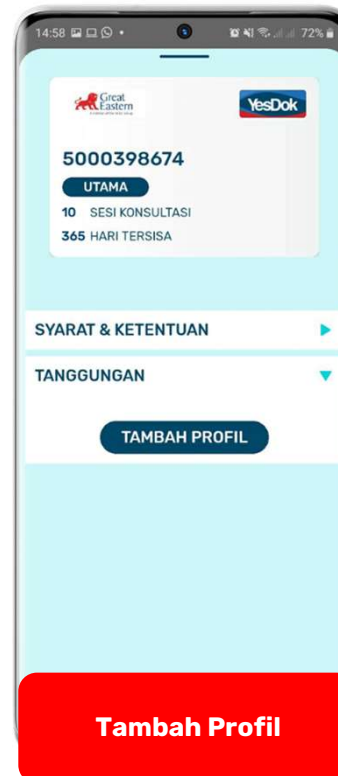 14:58
72%
Great
Eastern
YesDok
5000398674
UTAMA
10 SESI KONSULTASI
365 HARI TERSISA
SYARAT & KETENTUAN
TANGGUNGAN
TAMBAH PROFIL
Tambah Profil